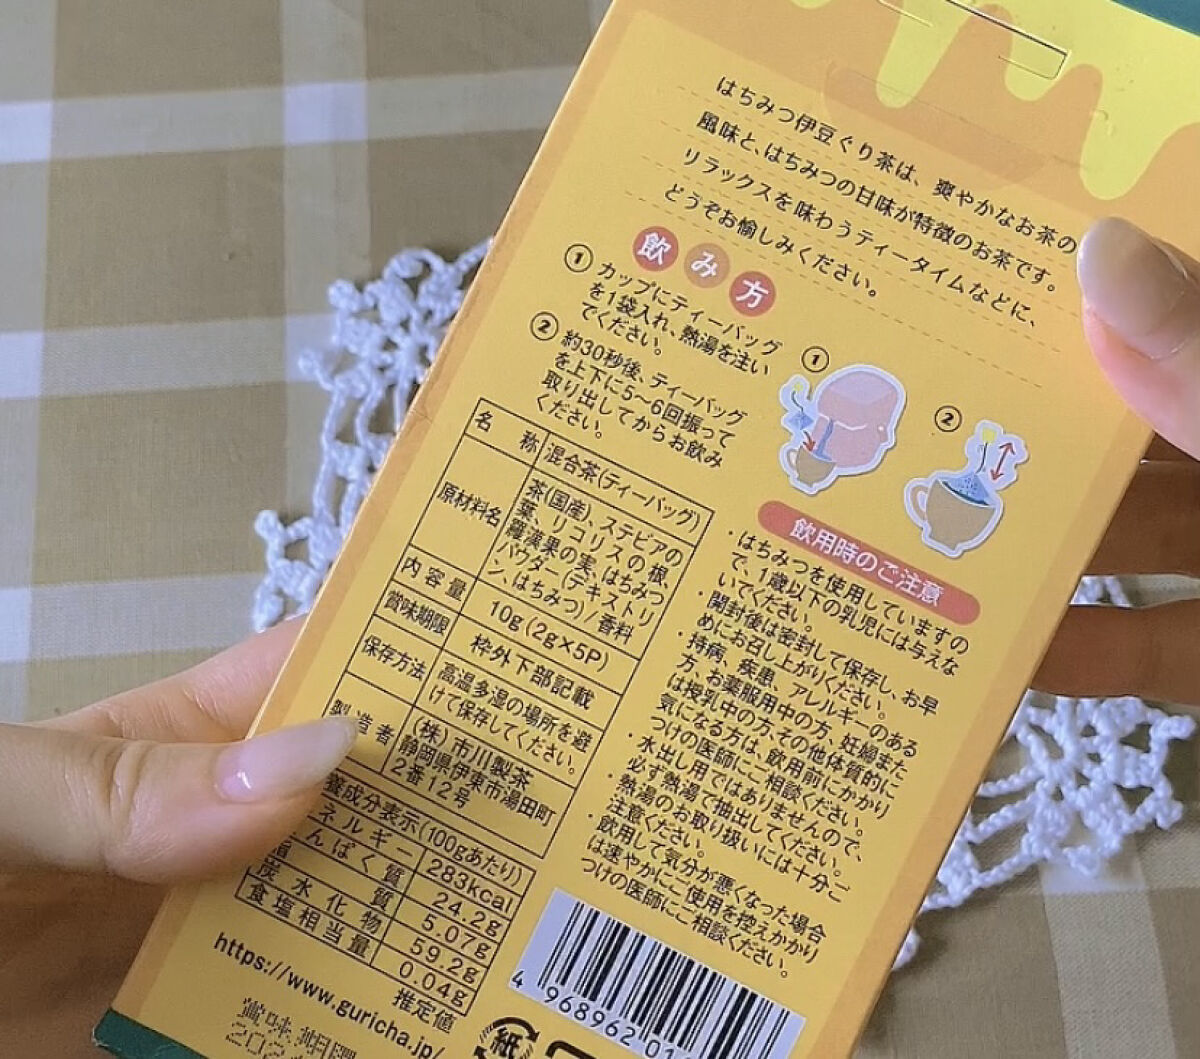 はちみつ伊豆ぐり茶は、爽やかなお茶の
風味と、はちみつの甘味が特徴のお茶です。
リラックスを味わうティータイムなどに、
どうぞお愉しみください。
飲み方
① カップにティーバッグ
を1袋入れ、熱湯を注い
でください。
② 約30秒後、ティーバッグ
を上下に5～6回振って
取り出してからお飲み
ください。
①
②
名称 混合茶(ティーバッグ)
原材料名 茶(国産)、ステビアの
葉、リコリスの根、
羅漢果の実、はちみつ
パウダー(デキストリ
ン、はちみつ)/香料
内容量 10g(2g×5P)
賞味期限 枠外下部記載
保存方法 高温多湿の場所を避
けて保存してください。
製造者 (株)市川製茶
静岡県伊東市湯田町
2番12号
養成分表示(100gあたり)
ネルギー 283kcal
んぱく質 24.2g
脂質 5.07g
炭水化物 59.2g
食塩相当量 0.04g
推定値
https://www.guricha.jp/
賞味期限
飲用時のご注意
・はちみつを使用していますの
で、1歳以下の乳児には与えな
いでください。
・開封後は密封して保存し、お早
めにお召し上がりください。
・持病、疾患、アレルギーのある
方、お薬服用中の方、妊婦また
は授乳中の方、その他体質的に
気になる方は、飲用前にかかり
つけの医師にご相談ください。
・水出し用ではありませんので、
必ず熱湯で抽出してください。
・熱湯のお取り扱いには十分ご
注意ください。
・飲用して気分が悪くなった場合
は速やかにご使用を控えかかり
つけの医師にご相談ください。
4 968962 01
紙